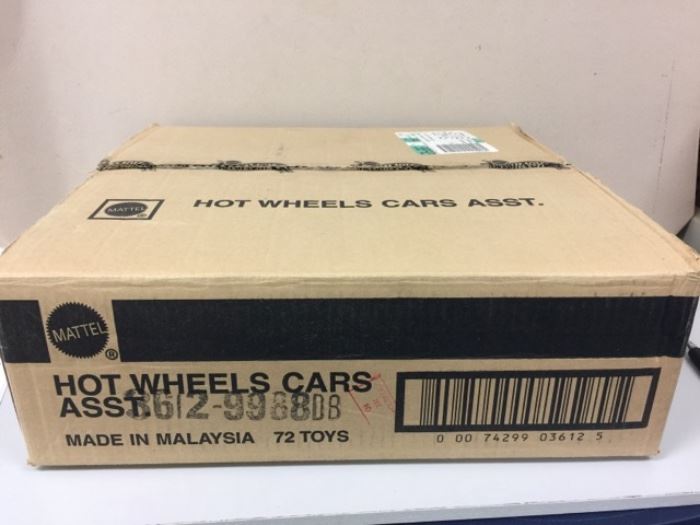 MATTEL ®
HOT WHEELS CARS ASST.
MATTEL ®
HOT WHEELS CARS
ASST. 3612-9988DB
MADE IN MALAYSIA 72 TOYS
0 00 74299 03612 5